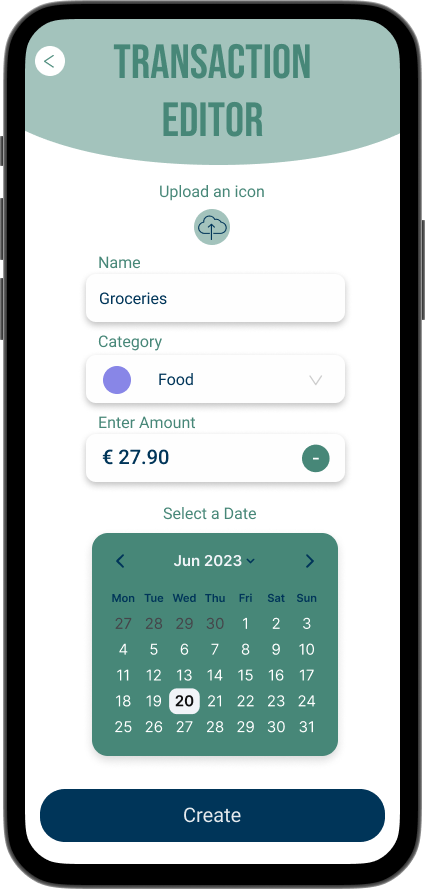 TRANSACTION
EDITOR
Upload an icon
Name
Groceries
Category
Food
Enter Amount
€ 27.90 -
Select a Date
Jun 2023
Mon Tue Wed Thu Fri Sat Sun
27 28 29 30 1 2 3
4 5 6 7 8 9 10
11 12 13 14 15 16 17
18 19 20 21 22 23 24
25 26 27 28 29 30 31
Create